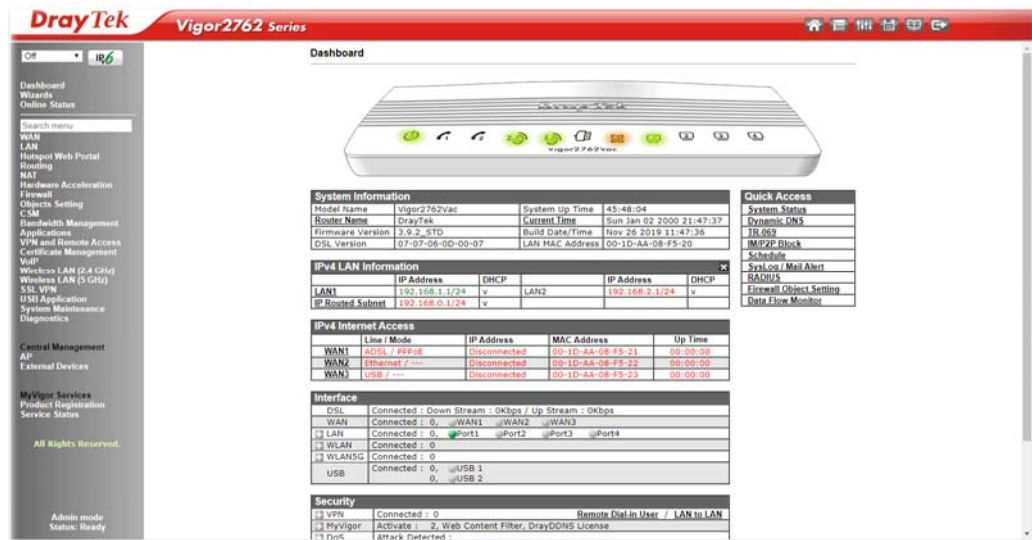 DrayTek Vigor2762 Series
Off IPv6
Dashboard
Wizards
Online Status
Search menu
WAN
LAN
Hotspot Web Portal
Routing
NAT
Hardware Acceleration
Firewall
Objects Setting
CSM
Bandwidth Management
Applications
VPN and Remote Access
Certificate Management
VoIP
Wireless LAN (2.4 GHz)
Wireless LAN (5 GHz)
SSL VPN
USB Application
System Maintenance
Diagnostics
Central Management
AP
External Devices
MyVigor Services
Product Registration
Service Status
All Rights Reserved.
Admin mode
Status: Ready
Dashboard
DrayTek
Vigor2762Vac
System Information
Model Name Vigor2762Vac System Up Time 45:48:04
Router Name DrayTek Current Time Sun Jan 02 2000 21:47:37
Firmware Version 3.9.2_STD Build Date/Time Nov 26 2019 11:47:36
DSL Version 07-07-06-0D-00-07 LAN MAC Address 00-1D-AA-08-F5-20
IPv4 LAN Information
IP Address DHCP IP Address DHCP
LAN1 192.168.1.1/24 v LAN2 192.168.2.1/24 v
IP Routed Subnet 192.168.0.1/24 v
IPv4 Internet Access
Line / Mode IP Address MAC Address Up Time
WAN1 ADSL / PPPoE Disconnected 00-1D-AA-08-F5-21 00:00:00
WAN2 Ethernet / --- Disconnected 00-1D-AA-08-F5-22 00:00:00
WAN3 USB / --- Disconnected 00-1D-AA-08-F5-23 00:00:00
Interface
DSL Connected : Down Stream : 0Kbps / Up Stream : 0Kbps
WAN Connected : 0, WAN1 WAN2 WAN3
LAN Connected : 0, Port1 Port2 Port3 Port4
WLAN Connected : 0
WLAN5G Connected : 0
USB Connected : 0, USB 1
0, USB 2
Security
VPN Connected : 0 Remote Dial-in User / LAN to LAN
MyVigor Activate : 2, Web Content Filter, DrayDDNS License
DoS Attack Detected :
Quick Access
System Status
Dynamic DNS
TR-069
IM/P2P Block
Schedule
SysLog / Mail Alert
RADIUS
Firewall Object Setting
Data Flow Monitor